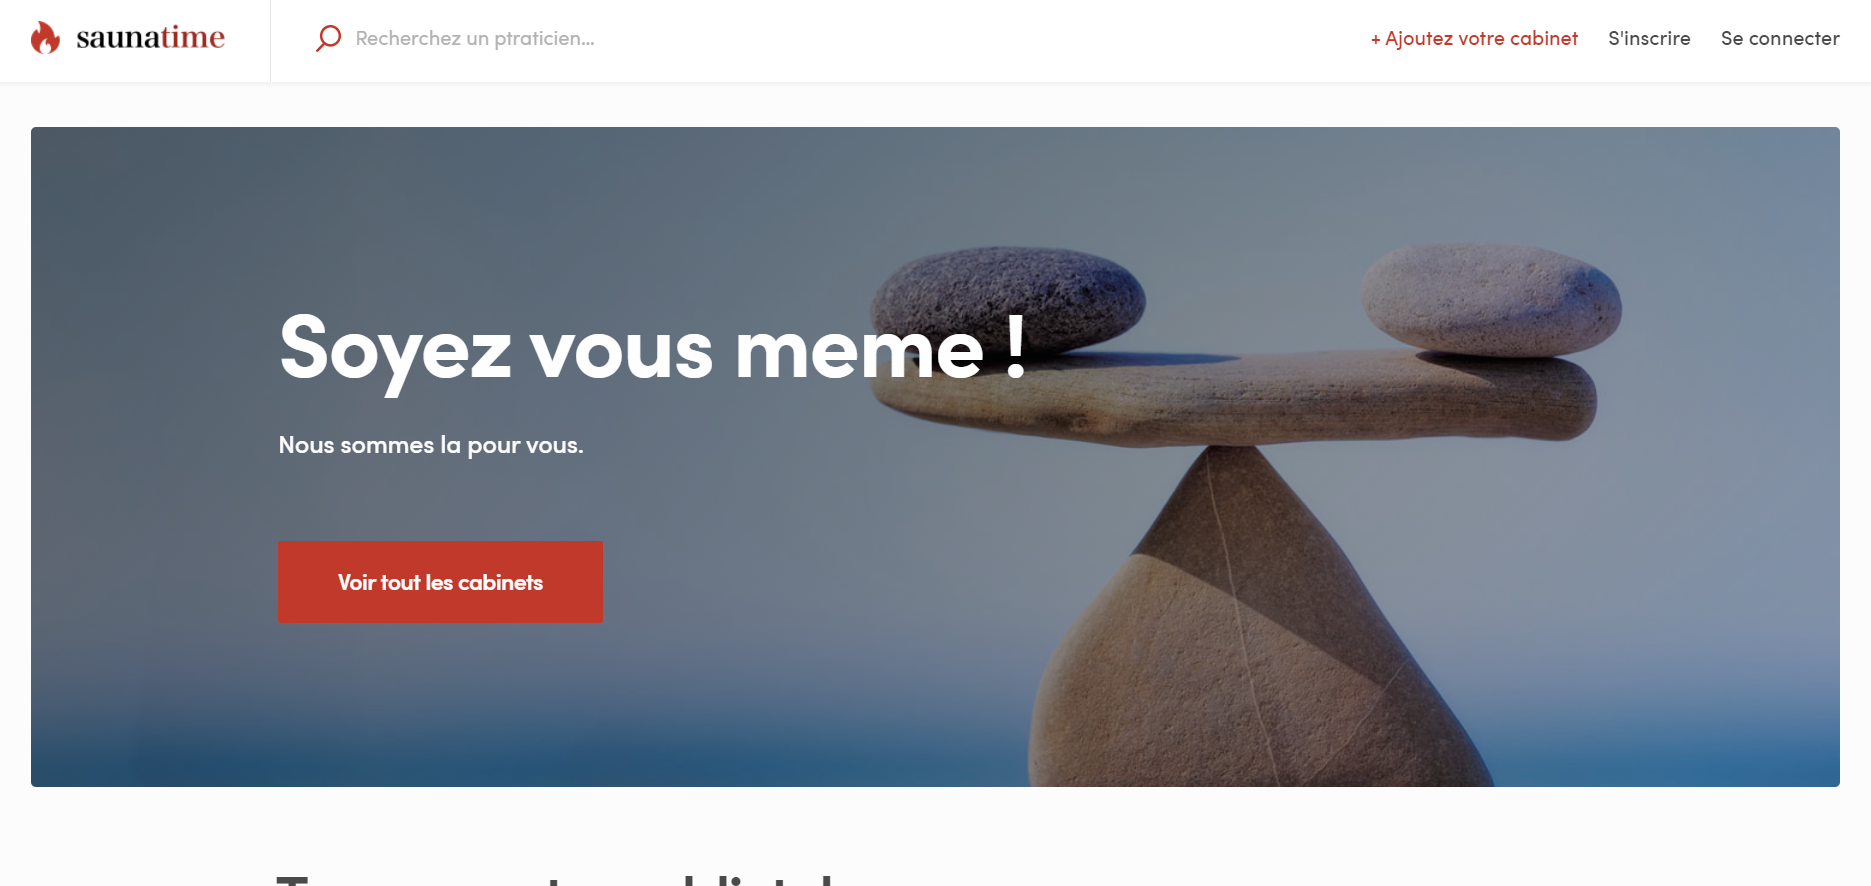 saunatime
Recherchez un ptraticien...
+ Ajoutez votre cabinet
S'inscrire
Se connecter
Soyez vous meme !
Nous sommes la pour vous.
Voir tout les cabinets